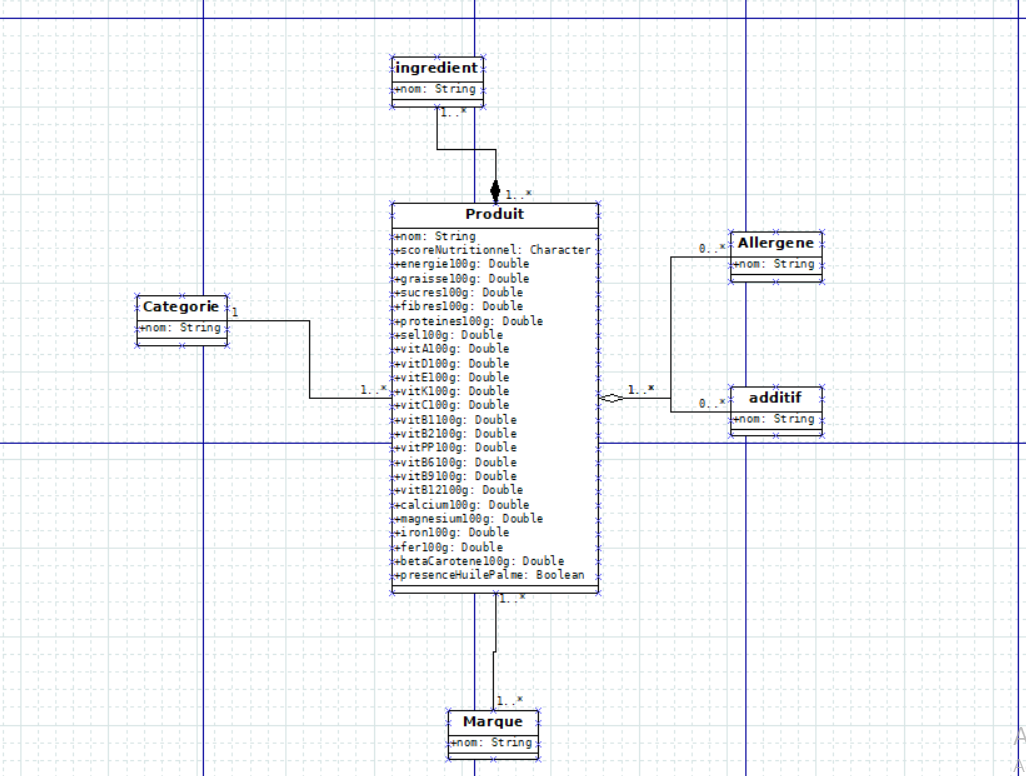 ingredient
+nom: String
1..*
1..*
Produit
+nom: String
+scoreNutritionnel: Character
+energie100g: Double
+graisse100g: Double
+sucres100g: Double
+fibres100g: Double
+proteines100g: Double
+sel100g: Double
+vitA100g: Double
+vitD100g: Double
+vitE100g: Double
+vitK100g: Double
+vitC100g: Double
+vitB1100g: Double
+vitB2100g: Double
+vitPP100g: Double
+vitB6100g: Double
+vitB9100g: Double
+vitB12100g: Double
+calcium100g: Double
+magnesium100g: Double
+iron100g: Double
+fer100g: Double
+betaCarotene100g: Double
+presenceHuilePalme: Boolean
Categorie
+nom: String
1
1..*
0..*
Allergene
+nom: String
1..*
0..*
additif
+nom: String
1..*
1..*
Marque
+nom: String